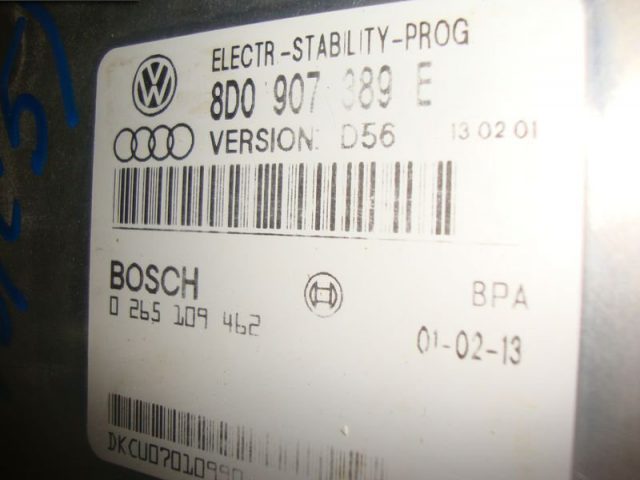 ELECTR-STABILITY-PROG
8D0 907 389 E
VERSION: D56 13 02 01
BOSCH
0 265 109 462
BPA
01-02-13